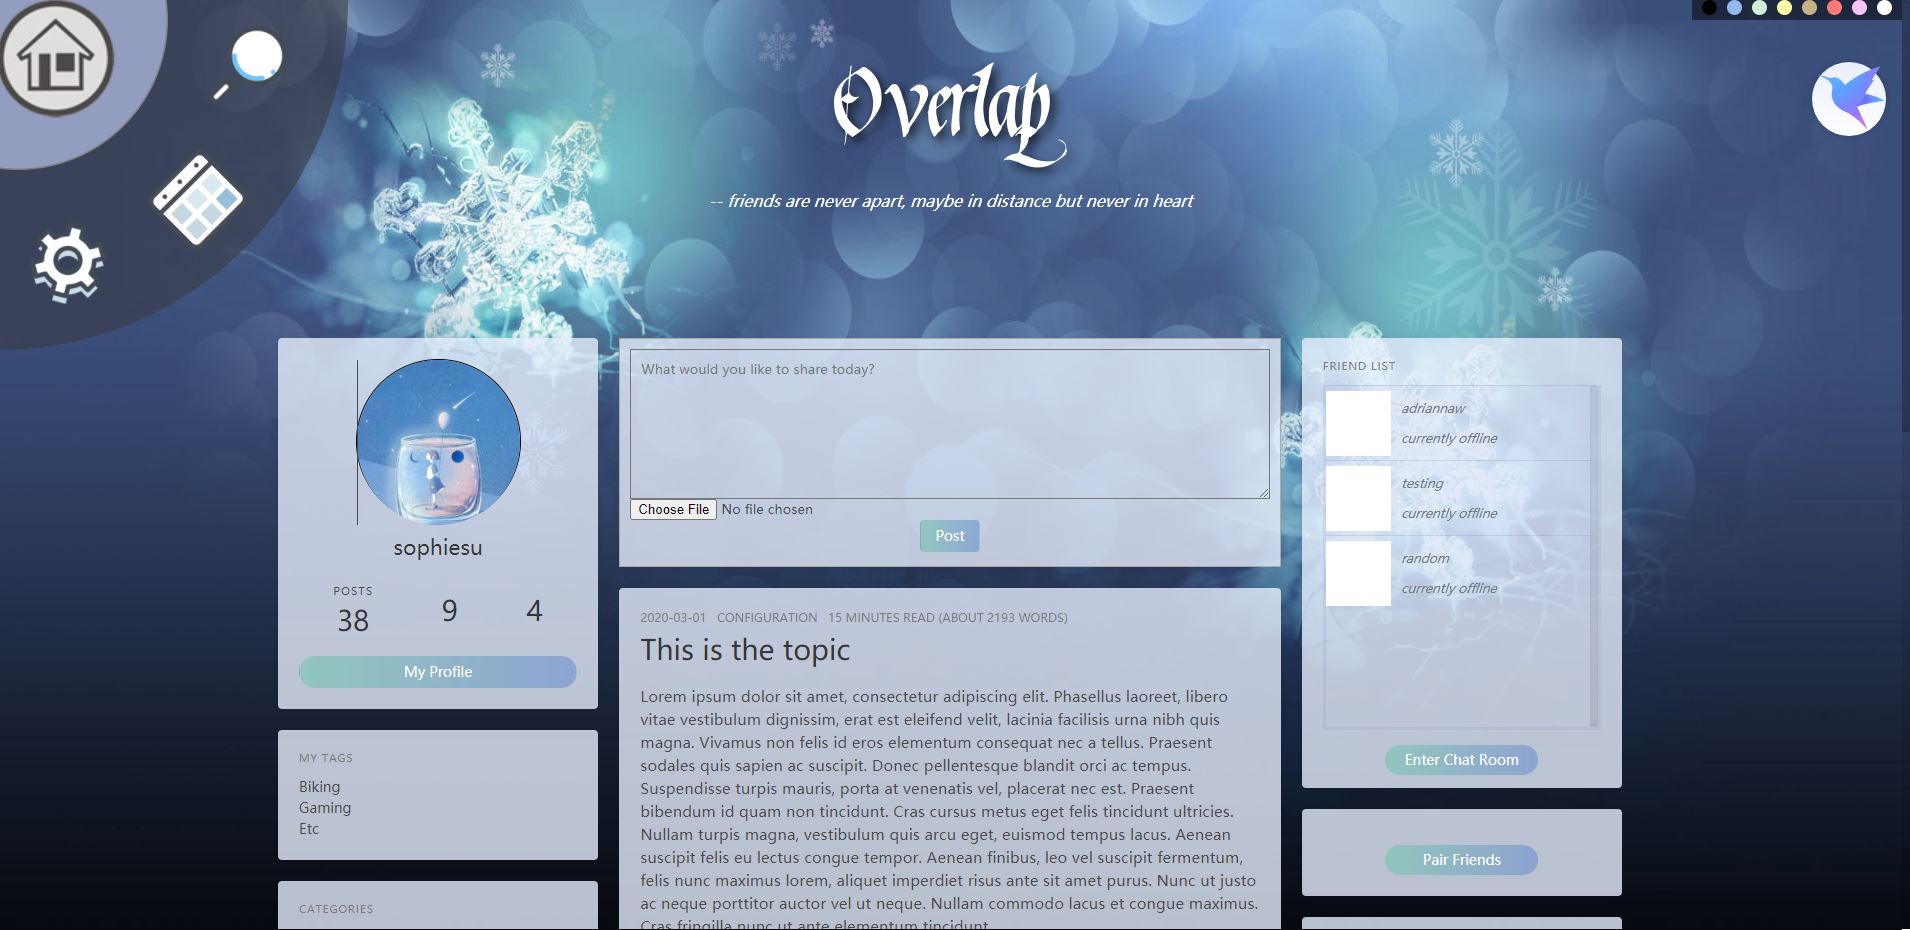 Overlap
-- friends are never apart, maybe in distance but never in heart
sophiesu
POSTS
38
9
4
My Profile
MY TAGS
Biking
Gaming
Etc
CATEGORIES
What would you like to share today?
Choose File No file chosen
Post
2020-03-01 CONFIGURATION 15 MINUTES READ (ABOUT 2193 WORDS)
This is the topic
Lorem ipsum dolor sit amet, consectetur adipiscing elit. Phasellus laoreet, libero
vitae vestibulum dignissim, erat est eleifend velit, lacinia facilisis urna nibh quis
magna. Vivamus non felis id eros elementum consequat nec a tellus. Praesent
sodales quis sapien ac suscipit. Donec pellentesque blandit orci ac tempus.
Suspendisse turpis mauris, porta at venenatis vel, placerat nec est. Praesent
bibendum id quam non tincidunt. Cras cursus metus eget felis tincidunt ultricies.
Nullam turpis magna, vestibulum quis arcu eget, euismod tempus lacus. Aenean
suscipit felis eu lectus congue tempor. Aenean finibus, leo vel suscipit fermentum,
felis nunc maximus lorem, aliquet imperdiet risus ante sit amet purus. Nunc ut justo
ac neque porttitor auctor vel ut neque. Nullam commodo lacus et congue maximus.
Cras fringilla nunc ut ante elementum tincidunt.
FRIEND LIST
adriannaw
currently offline
testing
currently offline
random
currently offline
Enter Chat Room
Pair Friends